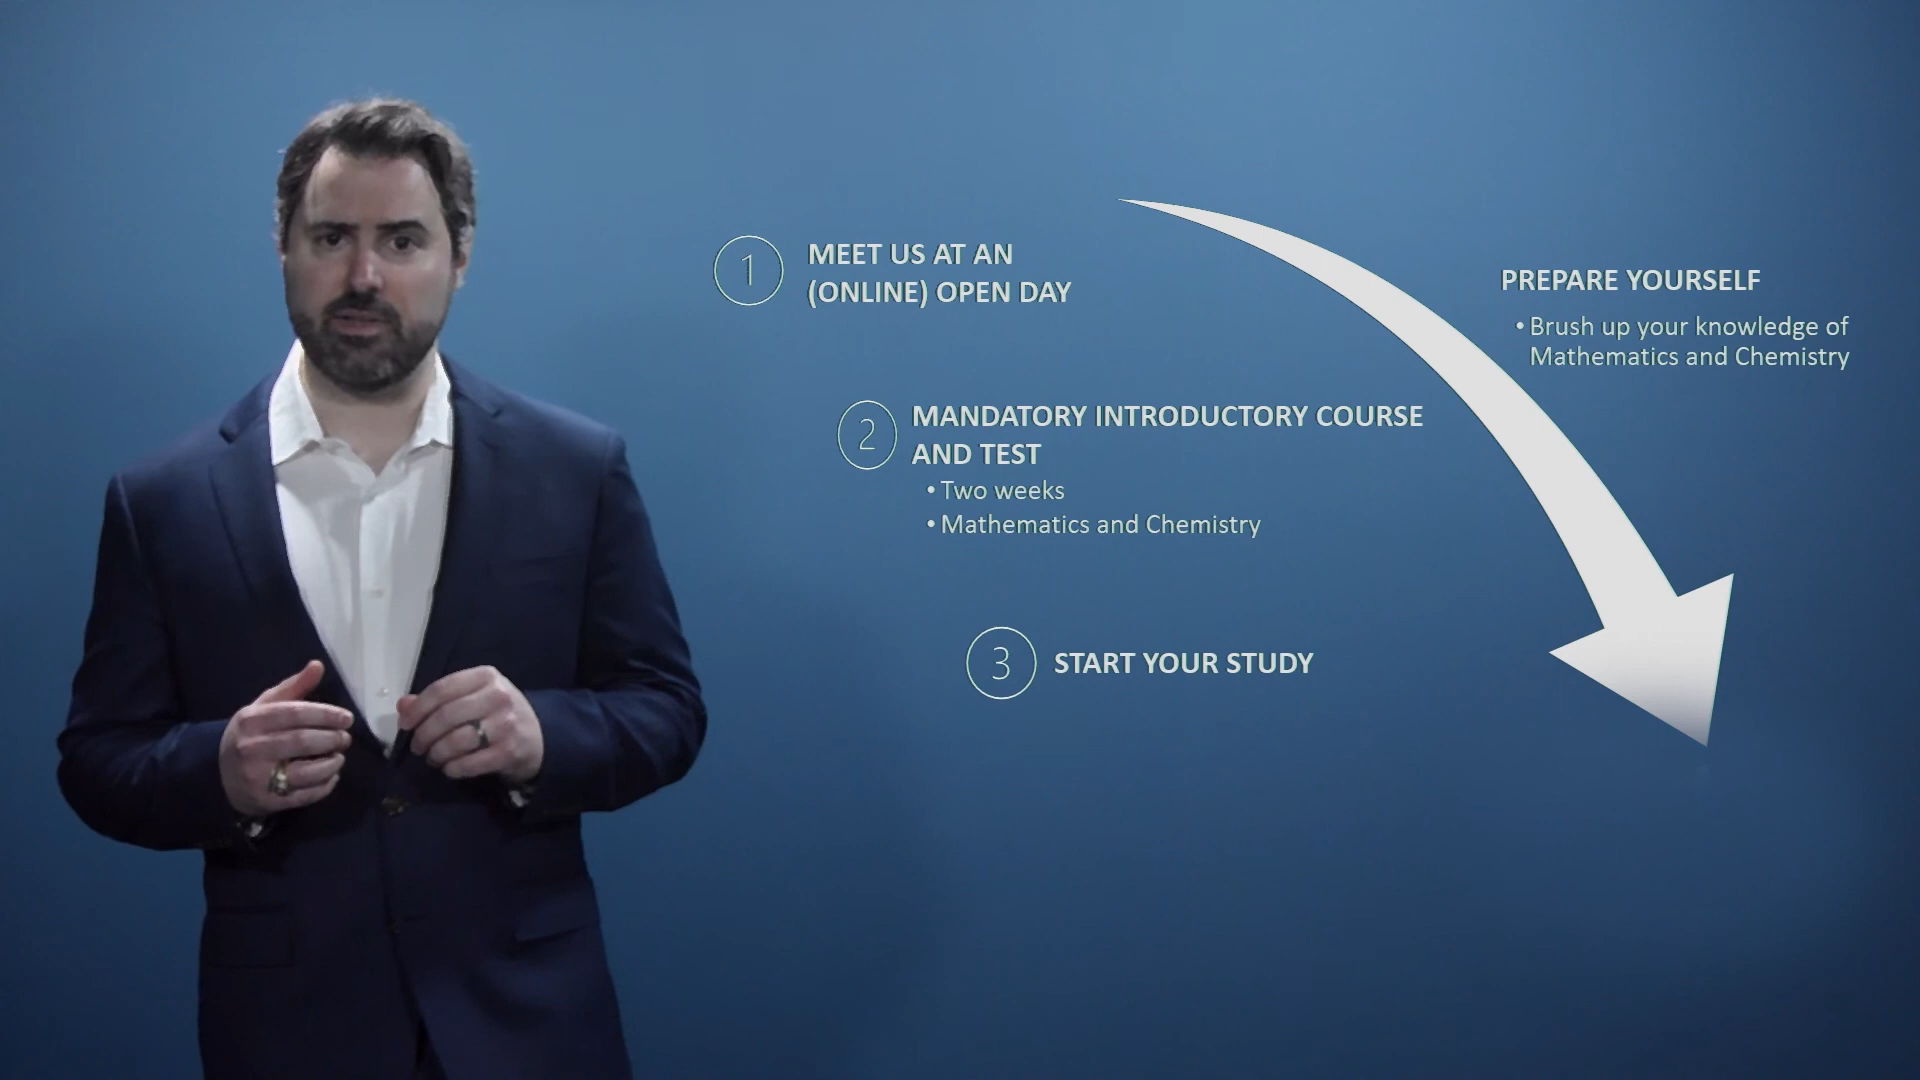 1
MEET US AT AN
(ONLINE) OPEN DAY
2
MANDATORY INTRODUCTORY COURSE
AND TEST
• Two weeks
• Mathematics and Chemistry
3
START YOUR STUDY
PREPARE YOURSELF
• Brush up your knowledge of
Mathematics and Chemistry